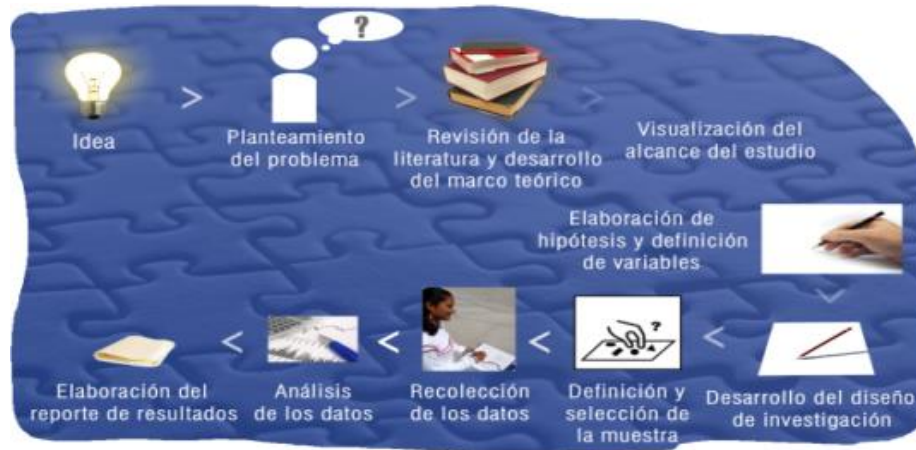 ?
Idea
Planteamiento
del problema
Revisión de la
literatura y desarrollo
del marco teórico
Visualización del
alcance del estudio
Elaboración de
hipótesis y definición
de variables
Desarrollo del diseño
de investigación
?
Definición y
selección de
la muestra
Recolección
de los datos
Análisis
de los datos
Elaboración del
reporte de resultados